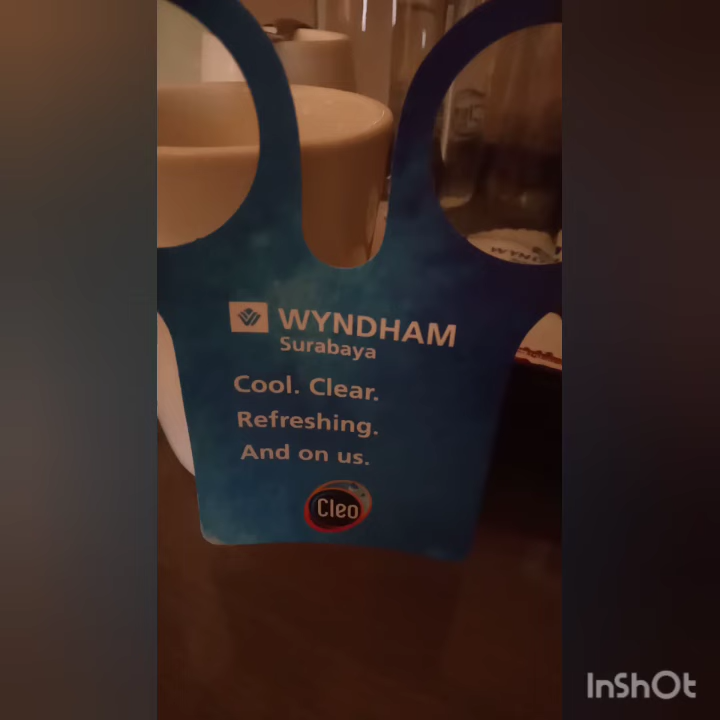 WYNDHAM
Surabaya
Cool. Clear.
Refreshing.
And on us.
Cleo
InShOt